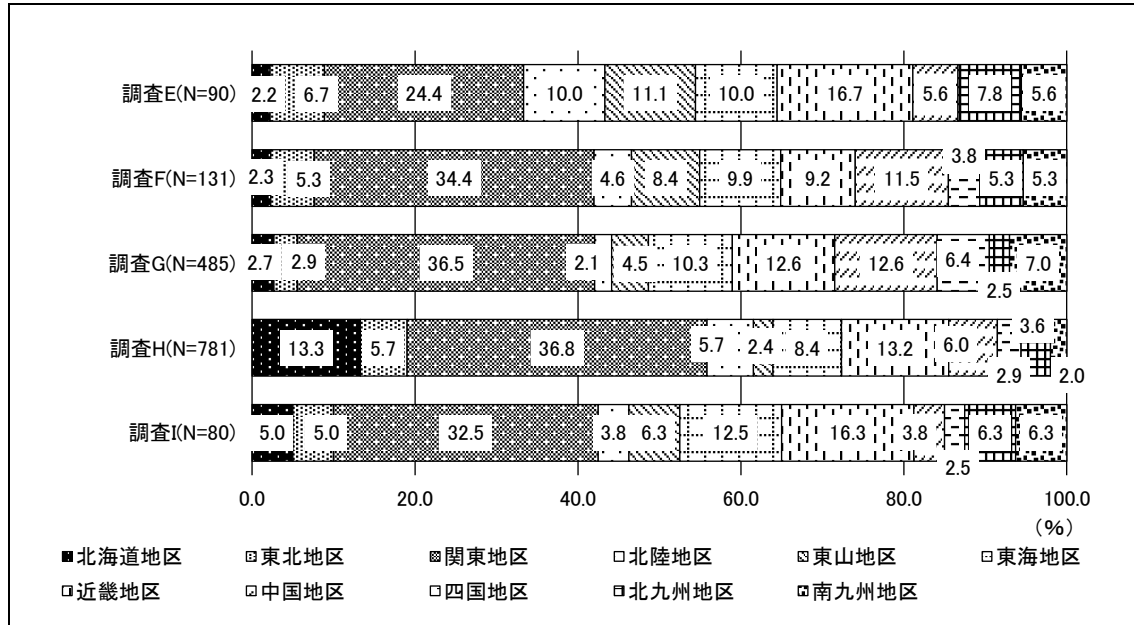 調査E(N=90) 2.2 6.7 24.4 10.0 11.1 10.0 16.7 5.6 7.8 5.6
調査F(N=131) 2.3 5.3 34.4 4.6 8.4 9.9 9.2 11.5 3.8 5.3 5.3
調査G(N=485) 2.7 2.9 36.5 2.1 4.5 10.3 12.6 12.6 6.4 2.5 7.0
調査H(N=781) 13.3 5.7 36.8 5.7 2.4 8.4 13.2 6.0 2.9 3.6 2.0
調査I(N=80) 5.0 5.0 32.5 3.8 6.3 12.5 16.3 3.8 2.5 6.3 6.3
0.0 20.0 40.0 60.0 80.0 100.0
(%)
北海道地区 東北地区 関東地区 北陸地区 東山地区 東海地区
近畿地区 中国地区 四国地区 北九州地区 南九州地区